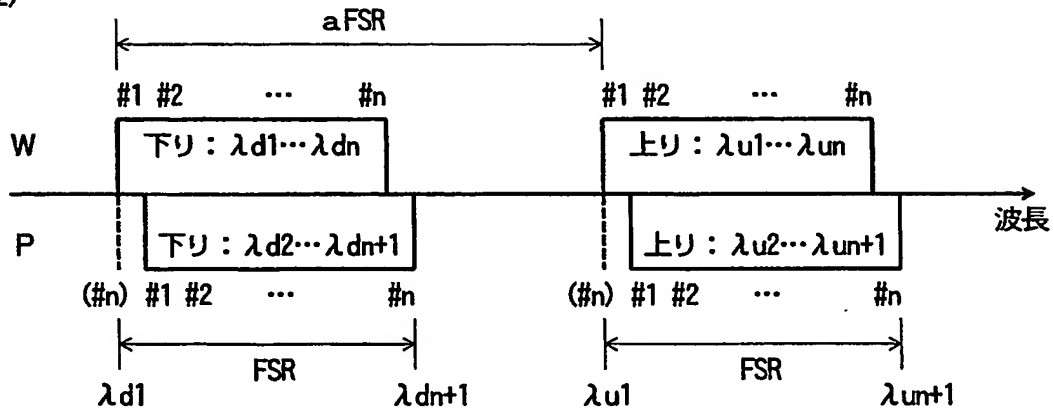 2)
aFSR
#1 #2 … #n #1 #2 … #n
W 下り：λd1…λdn 上り：λu1…λun
波長
P 下り：λd2…λdn+1 上り：λu2…λun+1
(#n) #1 #2 … #n (#n) #1 #2 … #n
FSR FSR
λd1 λdn+1 λu1 λun+1